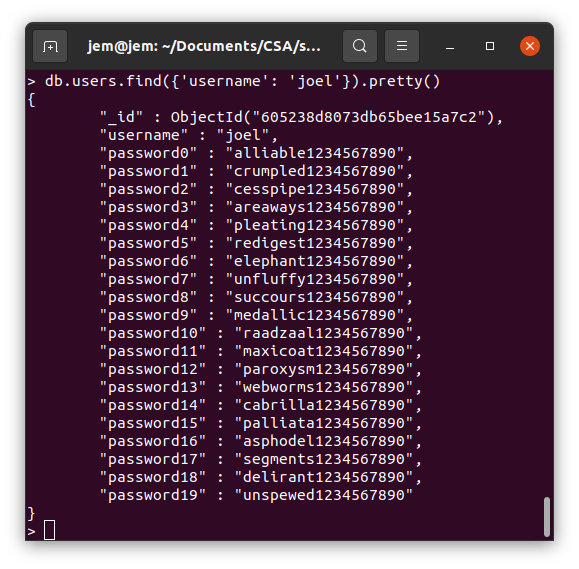 jem@jem: ~/Documents/CSA/s...
> db.users.find({'username': 'joel'}).pretty()
{
"_id" : ObjectId("605238d8073db65bee15a7c2"),
"username" : "joel",
"password0" : "alliable1234567890",
"password1" : "crumpled1234567890",
"password2" : "cesspipe1234567890",
"password3" : "areaways1234567890",
"password4" : "pleating1234567890",
"password5" : "redigest1234567890",
"password6" : "elephant1234567890",
"password7" : "unfluffy1234567890",
"password8" : "succours1234567890",
"password9" : "medallic1234567890",
"password10" : "raadzaal1234567890",
"password11" : "maxicoat1234567890",
"password12" : "paroxysm1234567890",
"password13" : "webworms1234567890",
"password14" : "cabrilla1234567890",
"password15" : "palliata1234567890",
"password16" : "asphodel1234567890",
"password17" : "segments1234567890",
"password18" : "delirant1234567890",
"password19" : "unspewed1234567890"
}
>